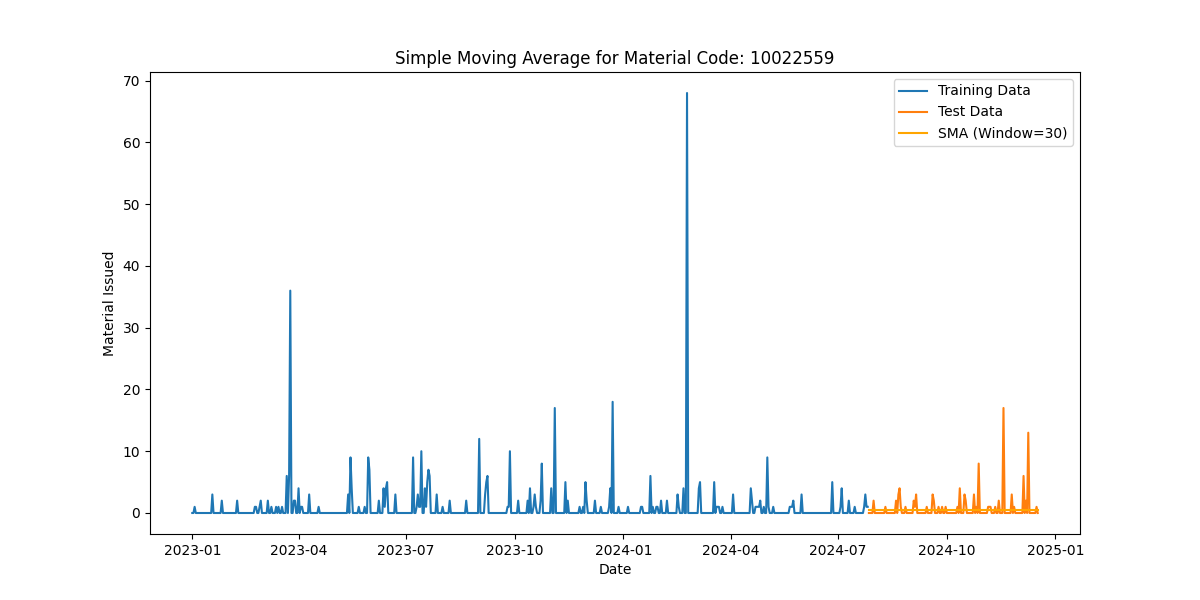 Simple Moving Average for Material Code: 10022559
Training Data
Test Data
SMA (Window=30)
Material Issued
70
60
50
40
30
20
10
0
2023-01 2023-04 2023-07 2023-10 2024-01 2024-04 2024-07 2024-10 2025-01
Date